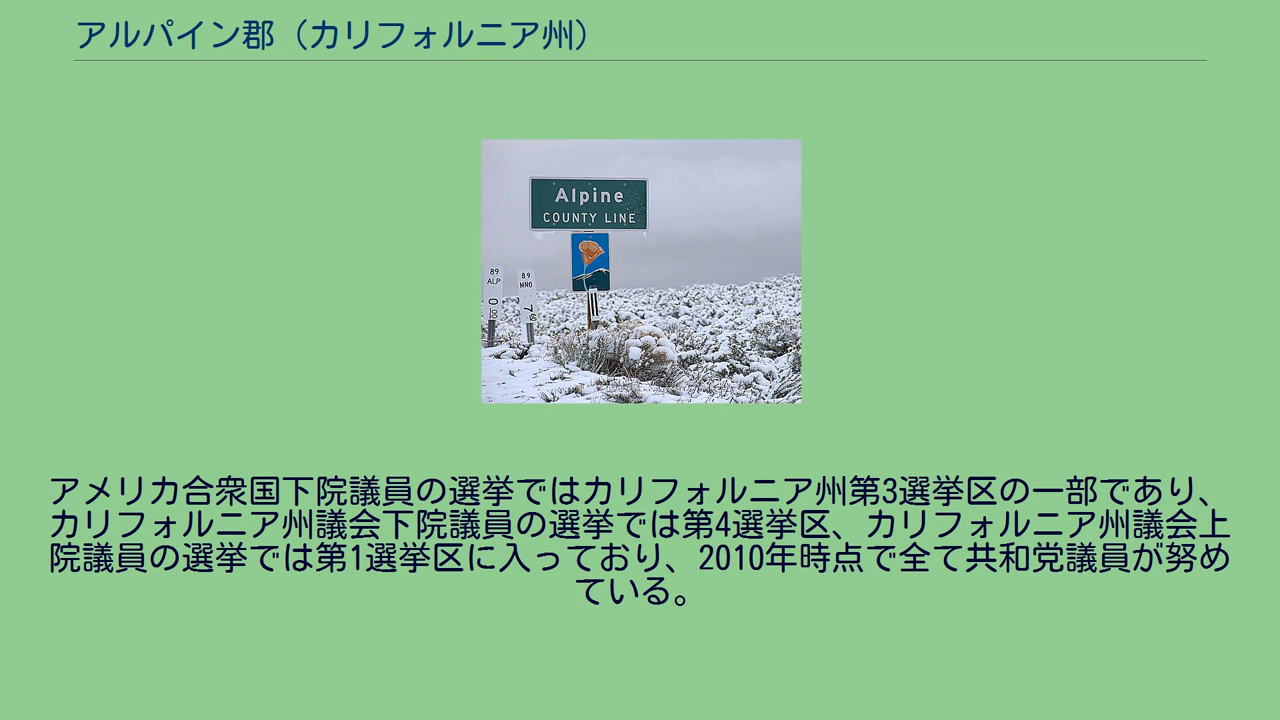 アルパイン郡（カリフォルニア州）
Alpine
COUNTY LINE
89
ALP
89
MNO
アメリカ合衆国下院議員の選挙ではカリフォルニア州第3選挙区の一部であり、
カリフォルニア州議会下院議員の選挙では第4選挙区、カリフォルニア州議会上
院議員の選挙では第1選挙区に入っており、2010年時点で全て共和党議員が努め
ている。